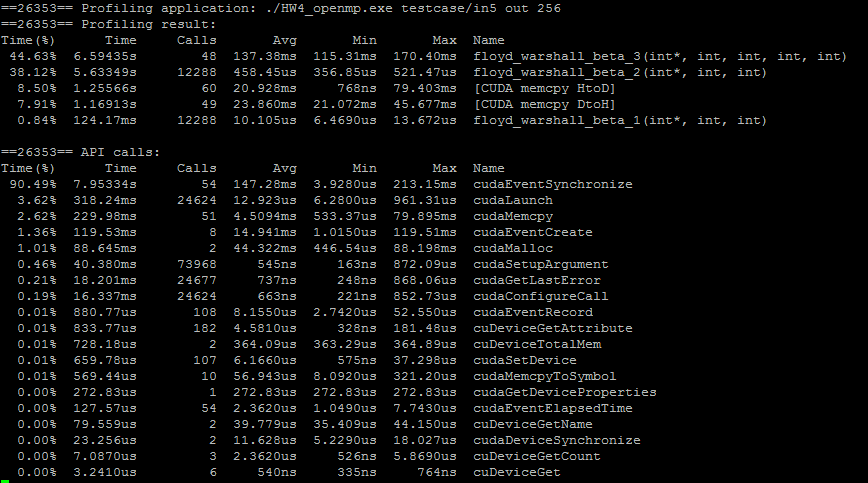 ==26353== Profiling application: ./HW4_openmp.exe testcase/in5 out 256
==26353== Profiling result:
Time(%) Time Calls Avg Min Max Name
44.63% 6.59435s 48 137.38ms 115.31ms 170.40ms floyd_warshall_beta_3(int*, int, int, int, int)
38.12% 5.63349s 12288 458.45us 356.85us 521.47us floyd_warshall_beta_2(int*, int, int)
8.50% 1.25566s 60 20.928ms 768ns 79.403ms [CUDA memcpy HtoD]
7.91% 1.16913s 49 23.860ms 21.072ms 45.677ms [CUDA memcpy DtoH]
0.84% 124.17ms 12288 10.105us 6.4690us 13.672us floyd_warshall_beta_1(int*, int, int)
==26353== API calls:
Time(%) Time Calls Avg Min Max Name
90.49% 7.95334s 54 147.28ms 3.9280us 213.15ms cudaEventSynchronize
3.62% 318.24ms 24624 12.923us 6.2800us 961.31us cudaLaunch
2.62% 229.98ms 51 4.5094ms 533.37us 79.895ms cudaMemcpy
1.36% 119.53ms 8 14.941ms 1.0150us 119.51ms cudaEventCreate
1.01% 88.645ms 2 44.322ms 446.54us 88.198ms cudaMalloc
0.46% 40.380ms 73968 545ns 163ns 872.09us cudaSetupArgument
0.21% 18.201ms 24677 737ns 248ns 868.06us cudaGetLastError
0.19% 16.337ms 24624 663ns 221ns 852.73us cudaConfigureCall
0.01% 880.77us 108 8.1550us 2.7420us 52.550us cudaEventRecord
0.01% 833.77us 182 4.5810us 328ns 181.48us cuDeviceGetAttribute
0.01% 728.18us 2 364.09us 363.29us 364.89us cuDeviceTotalMem
0.01% 659.78us 107 6.1660us 575ns 37.298us cudaSetDevice
0.01% 569.44us 10 56.943us 8.0920us 321.20us cudaMemcpyToSymbol
0.00% 272.83us 1 272.83us 272.83us 272.83us cudaGetDeviceProperties
0.00% 127.57us 54 2.3620us 1.0490us 7.7430us cudaEventElapsedTime
0.00% 79.559us 2 39.779us 35.409us 44.150us cuDeviceGetName
0.00% 23.256us 2 11.628us 5.2290us 18.027us cudaDeviceSynchronize
0.00% 7.0870us 3 2.3620us 526ns 5.8690us cuDeviceGetCount
0.00% 3.2410us 6 540ns 335ns 764ns cuDeviceGet